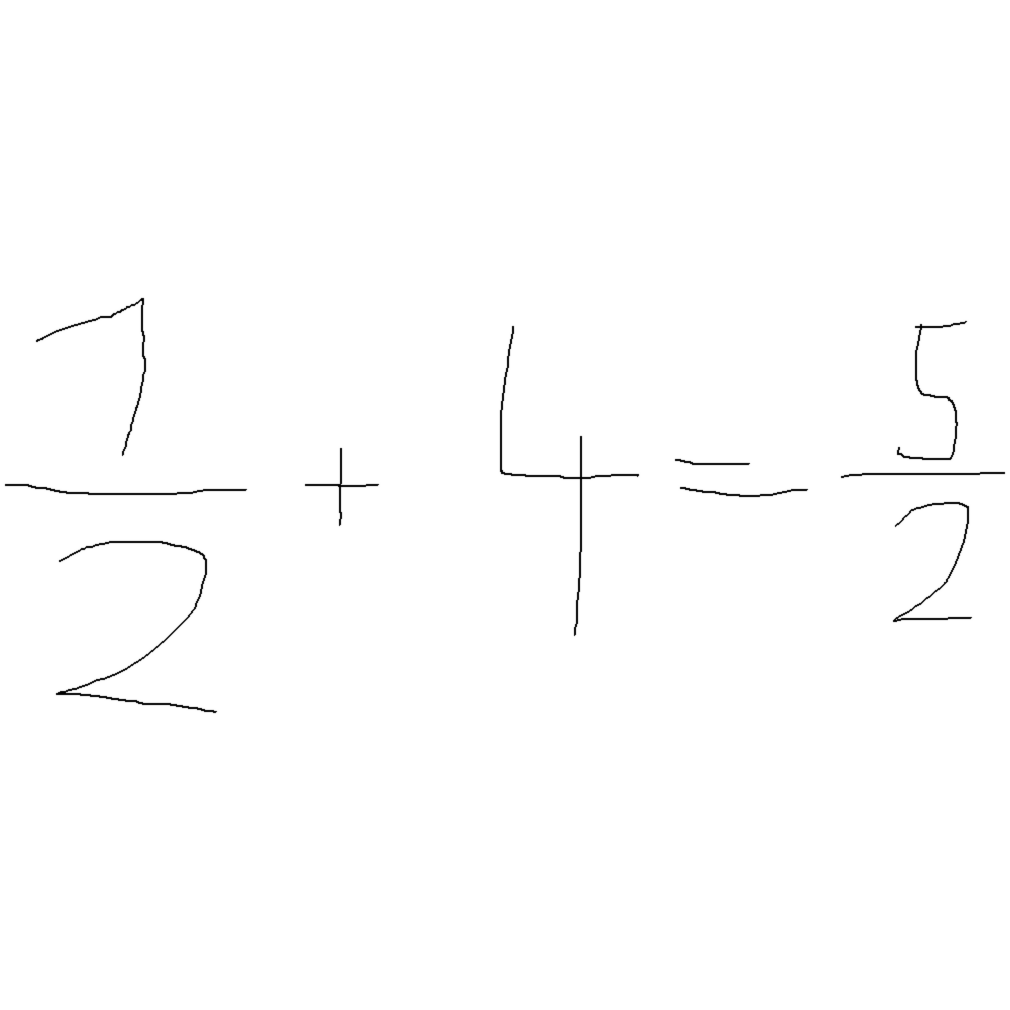 1/2 + 4 = 5/2